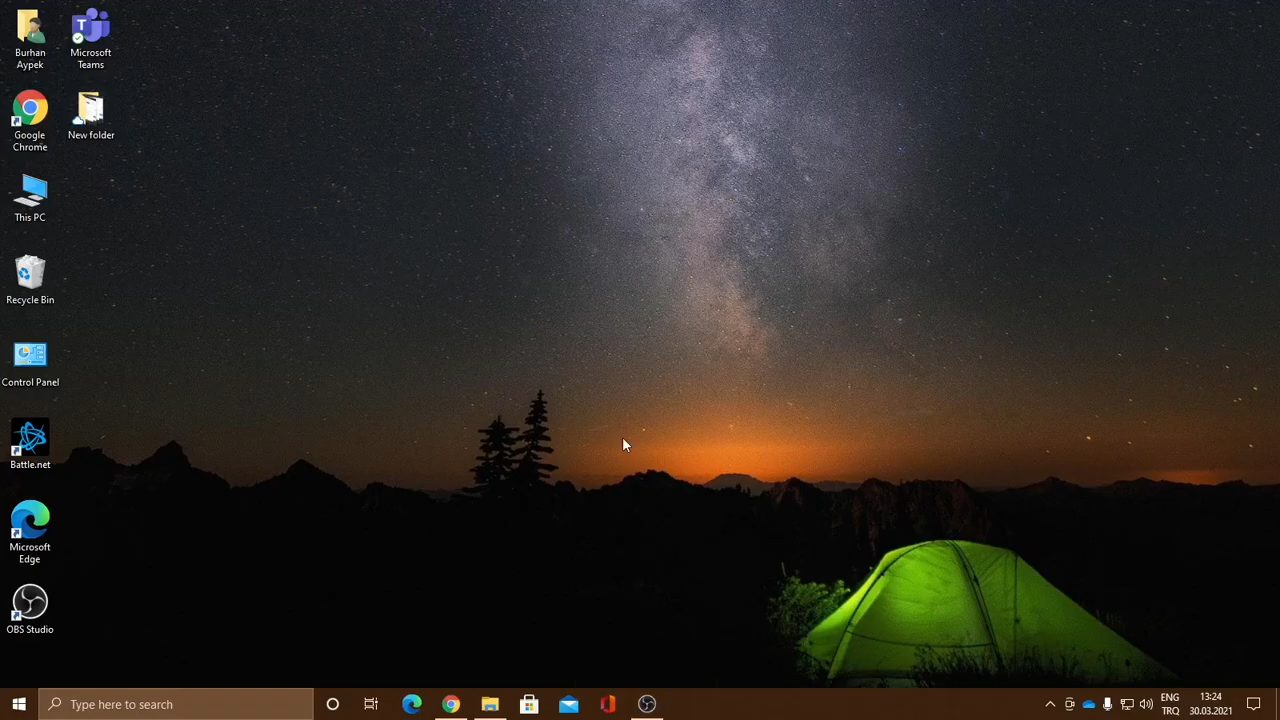 Burhan
Aypek
Microsoft
Teams
Google
Chrome
New folder
This PC
Recycle Bin
Control Panel
Battle.net
Microsoft
Edge
OBS Studio
Type here to search
ENG
TRQ
13:24
30.03.2021